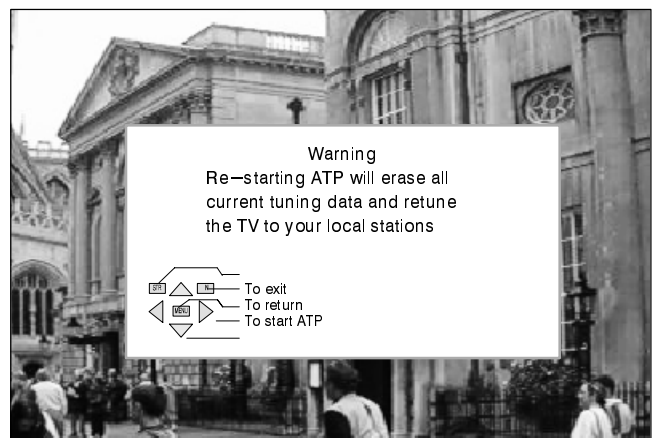 Warning
Re–starting ATP will erase all
current tuning data and retune
the TV to your local stations
STR
N
To exit
MENU
To return
To start ATP